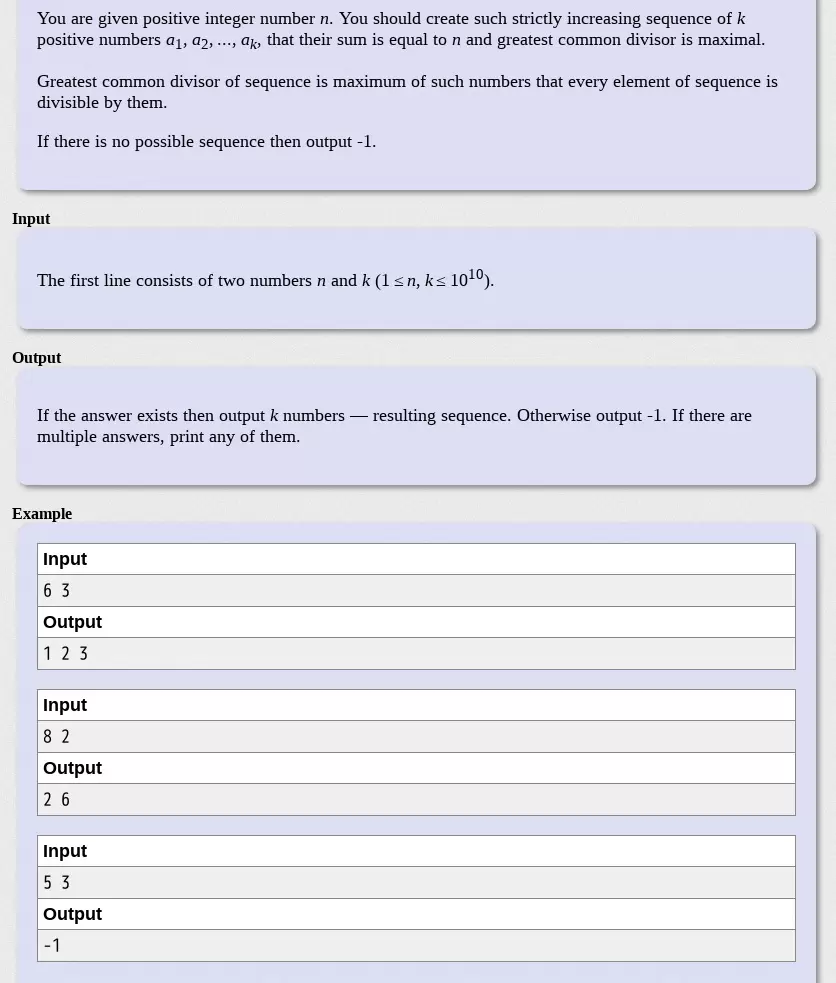 You are given positive integer number n. You should create such strictly increasing sequence of k
positive numbers a1, a2, ..., ak, that their sum is equal to n and greatest common divisor is maximal.
Greatest common divisor of sequence is maximum of such numbers that every element of sequence is
divisible by them.
If there is no possible sequence then output -1.
Input
The first line consists of two numbers n and k (1 ≤ n, k ≤ 10^10).
Output
If the answer exists then output k numbers — resulting sequence. Otherwise output -1. If there are
multiple answers, print any of them.
Example
Input
6 3
Output
1 2 3
Input
8 2
Output
2 6
Input
5 3
Output
-1